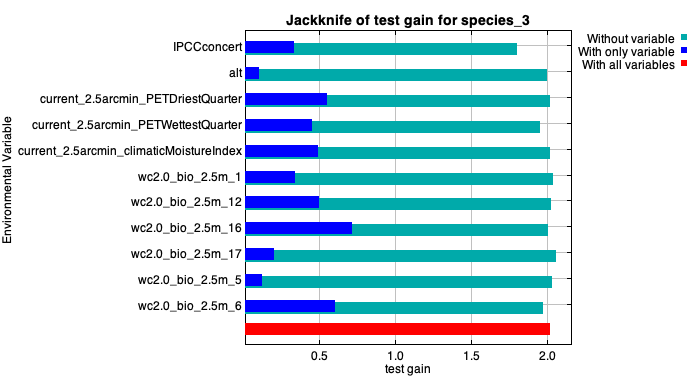 Jackknife of test gain for species_3
Without variable
With only variable
With all variables
Environmental Variable
IPCCconcert
alt
current_2.5arcmin_PETDriestQuarter
current_2.5arcmin_PETWettestQuarter
current_2.5arcmin_climaticMoistureIndex
wc2.0_bio_2.5m_1
wc2.0_bio_2.5m_12
wc2.0_bio_2.5m_16
wc2.0_bio_2.5m_17
wc2.0_bio_2.5m_5
wc2.0_bio_2.5m_6
0.5 1.0 1.5 2.0
test gain